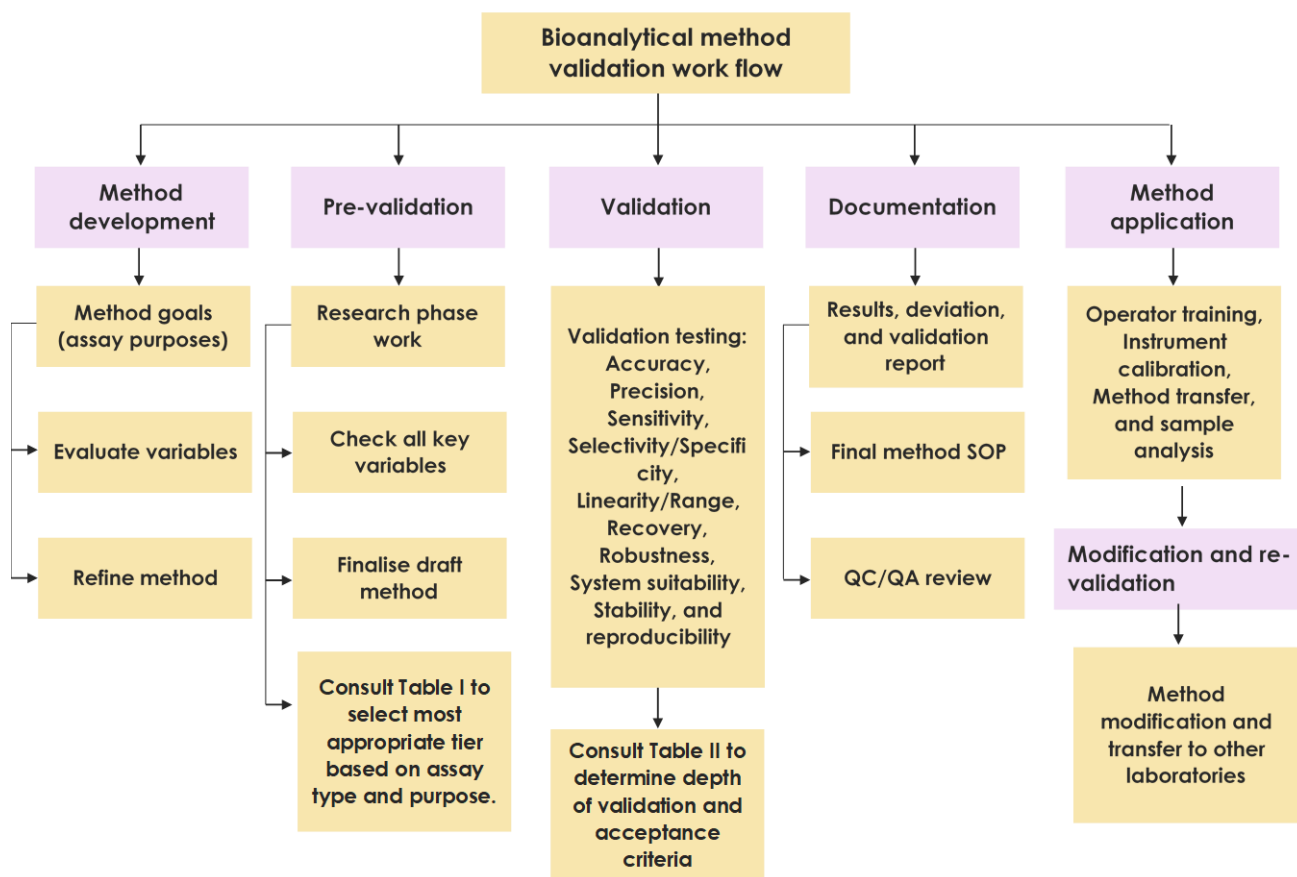 Bioanalytical method
validation work flow
Method
development
Pre-validation
Validation
Documentation
Method
application
Method goals
(assay purposes)
Evaluate variables
Refine method
Research phase
work
Check all key
variables
Finalise draft
method
Consult Table I to
select most
appropriate tier
based on assay
type and purpose.
Validation testing:
Accuracy,
Precision,
Sensitivity,
Selectivity/Specifi
city,
Linearity/Range,
Recovery,
Robustness,
System suitability,
Stability, and
reproducibility
Consult Table II to
determine depth
of validation and
acceptance
criteria
Results, deviation,
and validation
report
Final method SOP
QC/QA review
Operator training,
Instrument
calibration,
Method transfer,
and sample
analysis
Modification and re-
validation
Method
modification and
transfer to other
laboratories